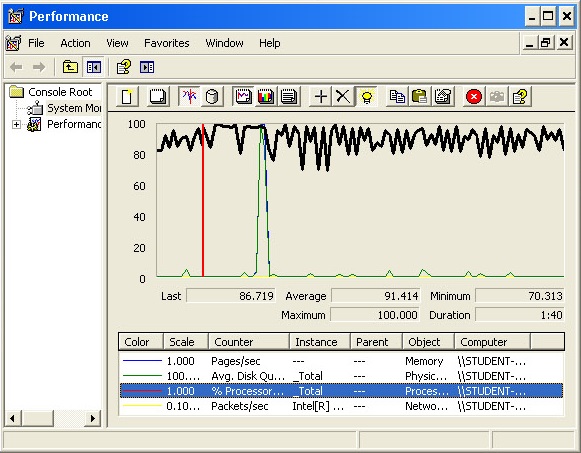 Performance
File Action View Favorites Window Help
Console Root
System Mo
Performanc
100
80
60
40
20
0
Last 86.719 Average 91.414 Minimum 70.313
Maximum 100.000 Duration 1:40
Color Scale Counter Instance Parent Object Computer
1.000 Pages/sec --- --- Memory \\STUDENT-...
100.... Avg. Disk Qu... _Total --- Physic... \\STUDENT-...
1.000 % Processor... _Total --- Proces... \\STUDENT-...
0.10... Packets/sec Intel[R] ... --- Netwo... \\STUDENT-...